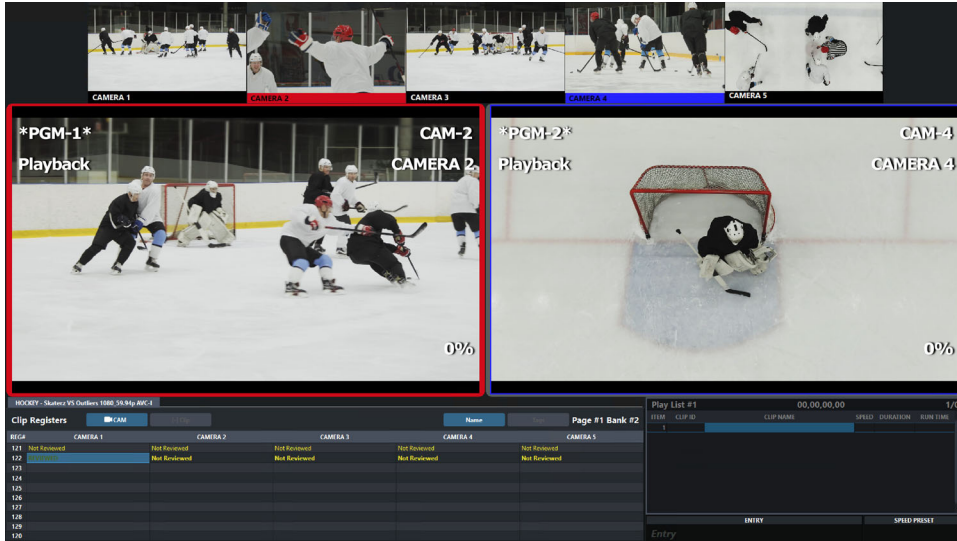 CAMERA 1
CAMERA 2
CAMERA 3
CAMERA 4
CAMERA 5
*PGM-1*
CAM-2
Playback
CAMERA 2
0%
*PGM-2*
CAM-4
Playback
CAMERA 4
0%
HOCKEY - Skaterz VS Outliers 1080_59.94p AVC-I
Clip Registers
CAM
Name
Page #1 Bank #2
REG# CAMERA 1 CAMERA 2 CAMERA 3 CAMERA 4 CAMERA 5
121 Not Reviewed Not Reviewed Not Reviewed Not Reviewed Not Reviewed
122 Not Reviewed Not Reviewed Not Reviewed Not Reviewed
123
124
125
126
127
128
129
120
Play List #1 00,00,00,00 1/0
ITEM CLIP ID CLIP NAME SPEED DURATION RUN TIME
1
ENTRY SPEED PRESET
Entry